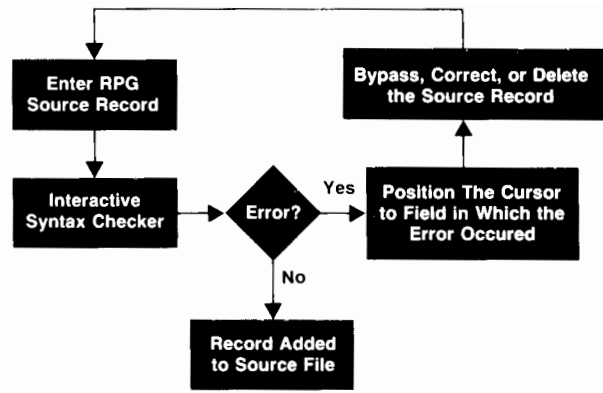 Enter RPG
Source Record
Bypass, Correct, or Delete
the Source Record
Interactive
Syntax Checker
Error?
Yes
Position The Cursor
to Field in Which the
Error Occured
No
Record Added
to Source File